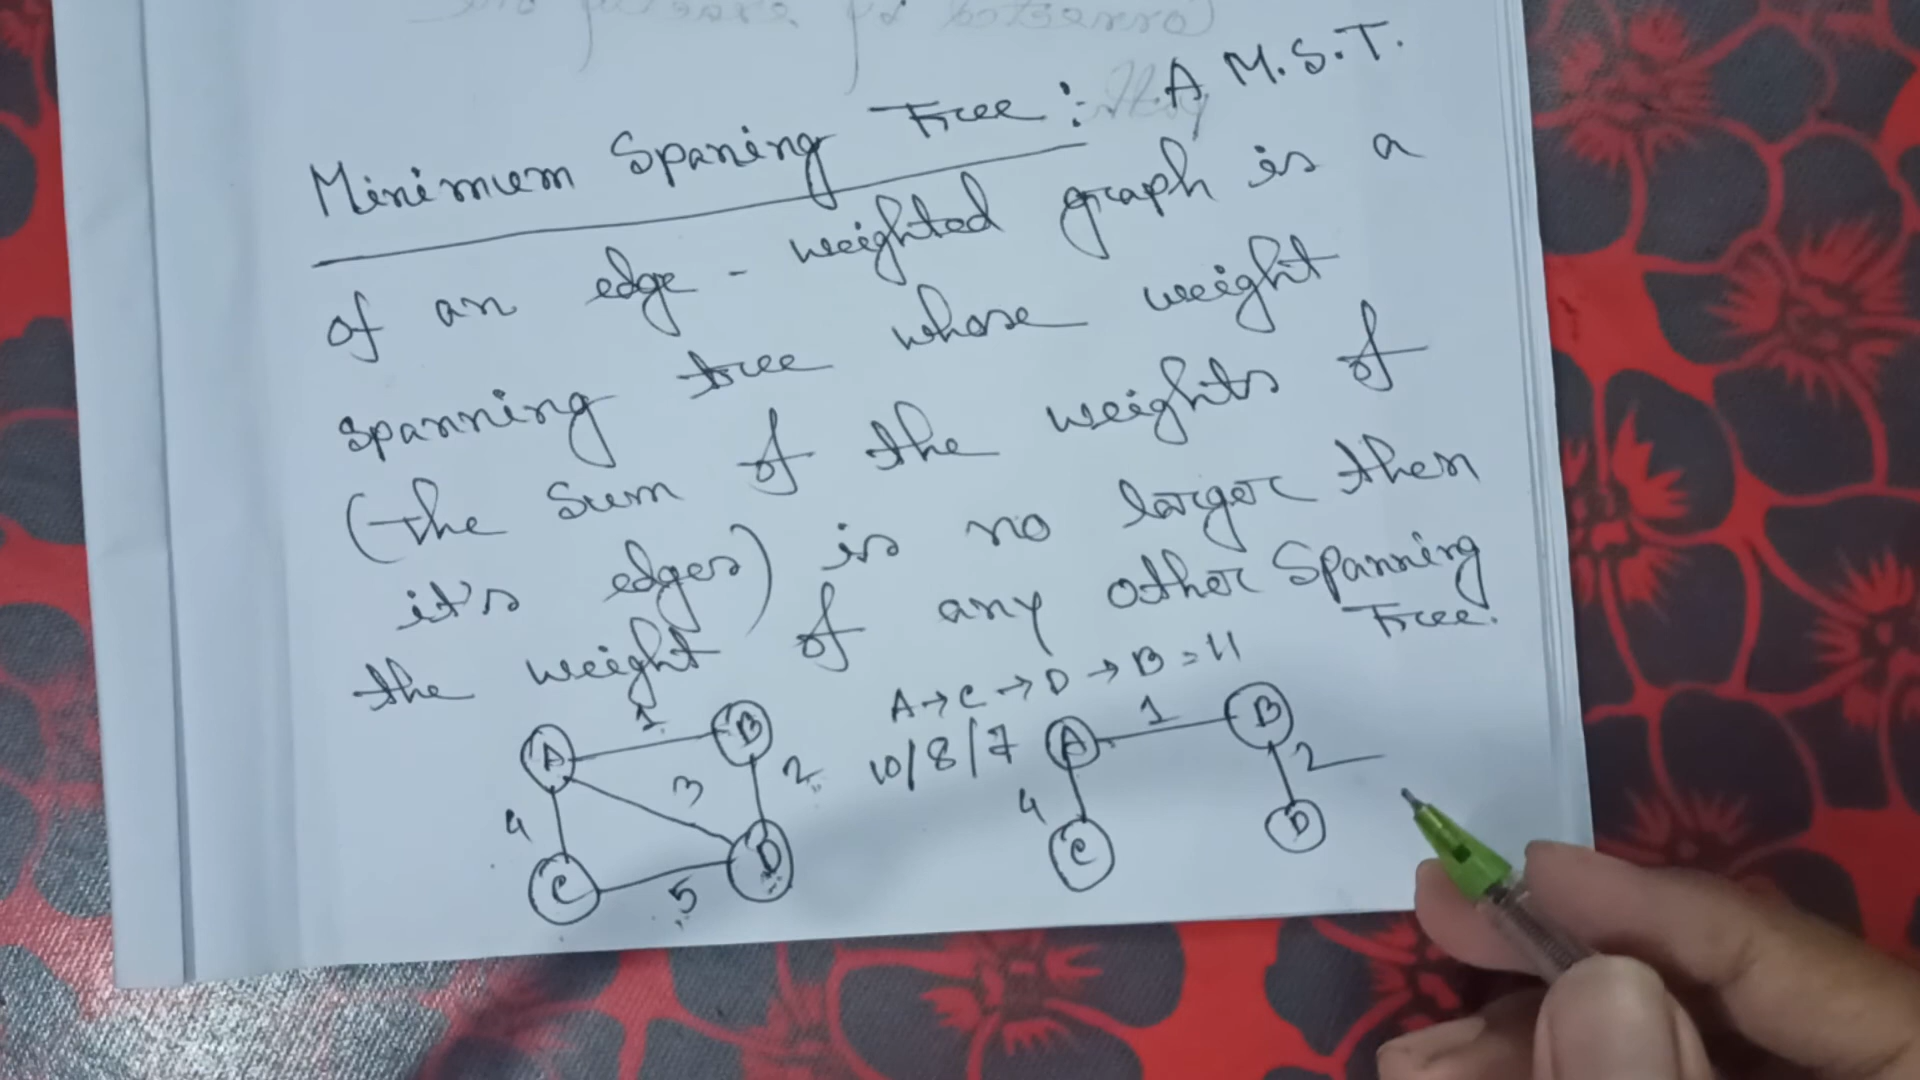 Minimum Spaning Tree :- A M.S.T.
of an edge - weighted graph is a
spanning tree whose weight
(the sum of the weights of
it's edges) is no larger then
the weight of any other Spanning
Tree.
A→C→D→B=11
10/8/7
A 1 B
4 3 2
C 5 D
A 1 B
4 2
C D